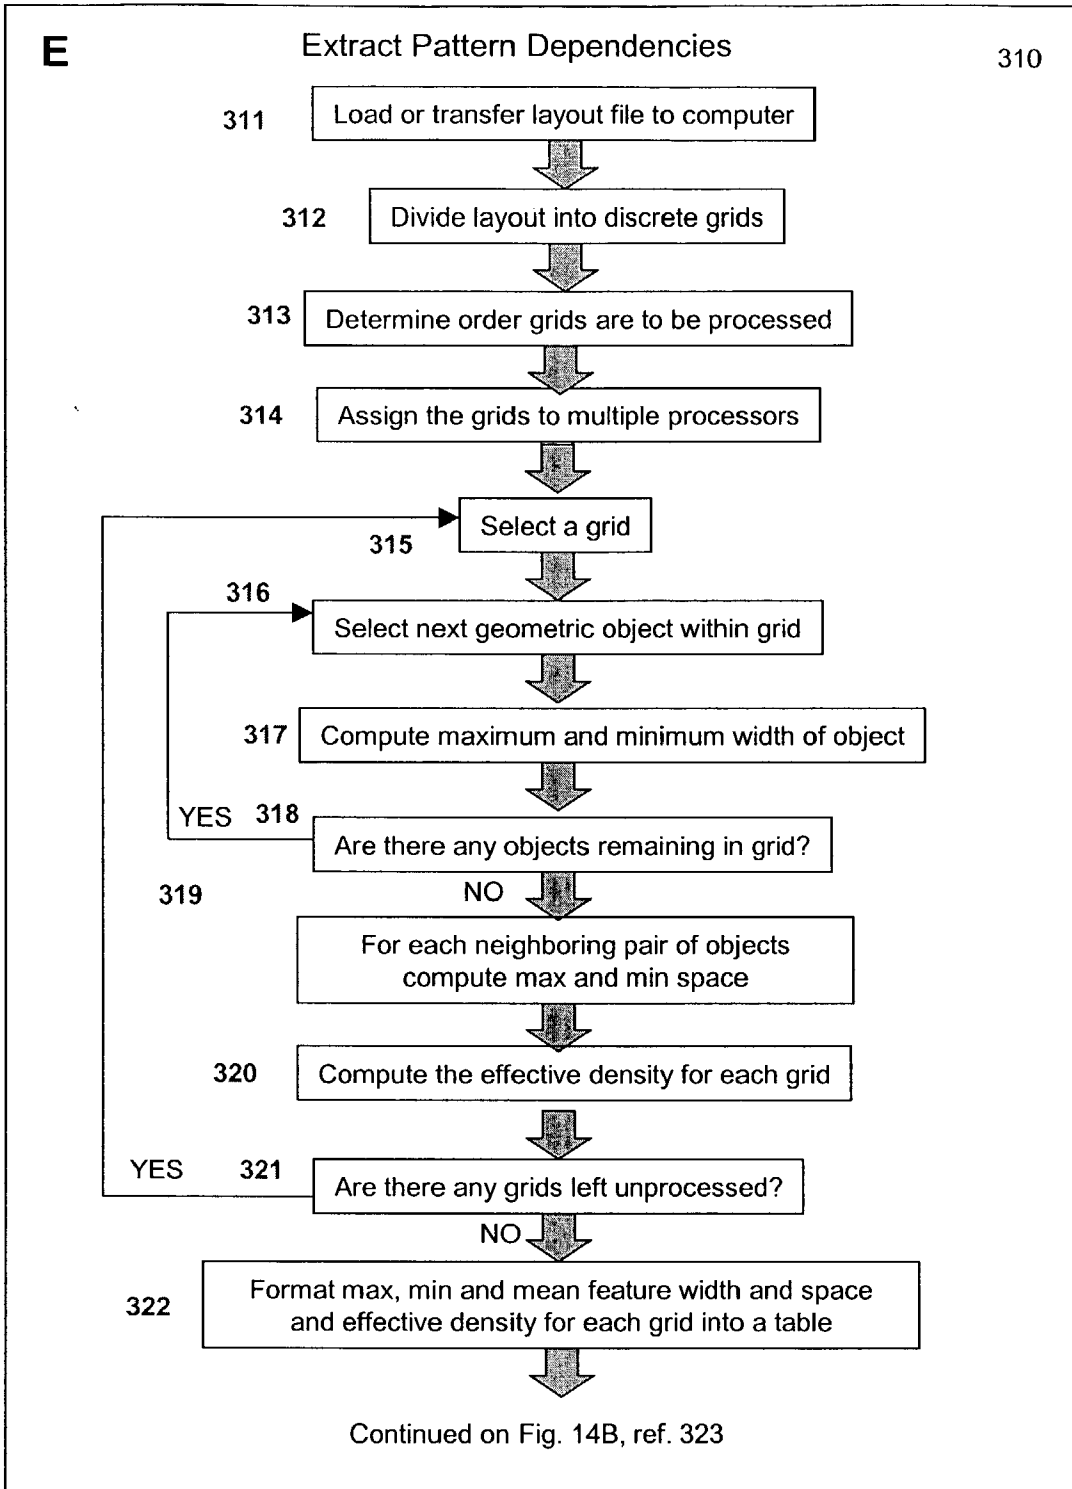 E
Extract Pattern Dependencies
310
311
Load or transfer layout file to computer
312
Divide layout into discrete grids
313
Determine order grids are to be processed
314
Assign the grids to multiple processors
Select a grid
315
316
Select next geometric object within grid
317
Compute maximum and minimum width of object
YES
318
Are there any objects remaining in grid?
NO
319
For each neighboring pair of objects
compute max and min space
320
Compute the effective density for each grid
YES
321
Are there any grids left unprocessed?
NO
322
Format max, min and mean feature width and space
and effective density for each grid into a table
Continued on Fig. 14B, ref. 323